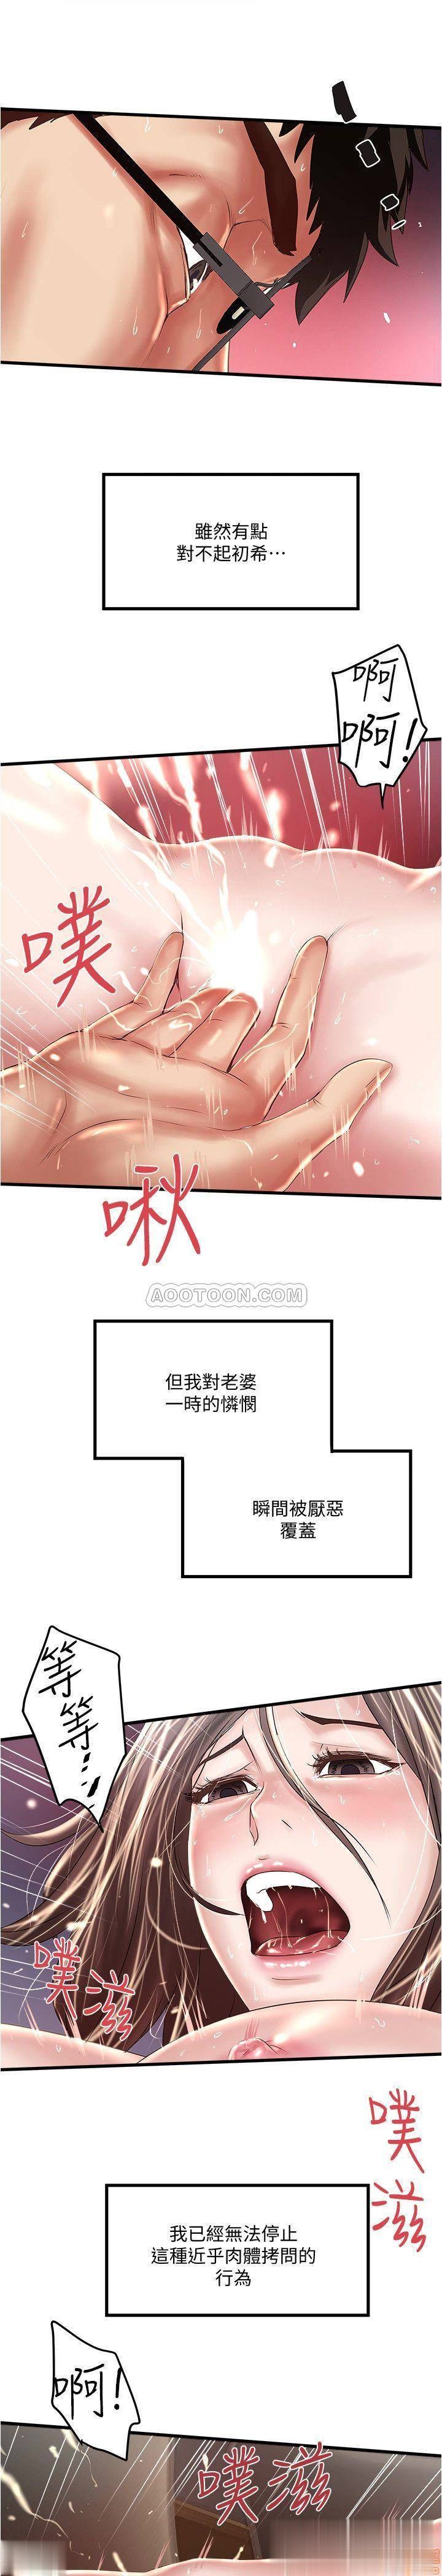 雖然有點
對不起初希…
啊
啊!
噗
啾
AOOTOON.COM
但我對老婆
一時的憐憫
瞬間被厭惡
覆蓋
等
等…
噗
滋
噗
滋
我已經無法停止
這種近乎肉體拷問的
行為
啊!
噗
滋